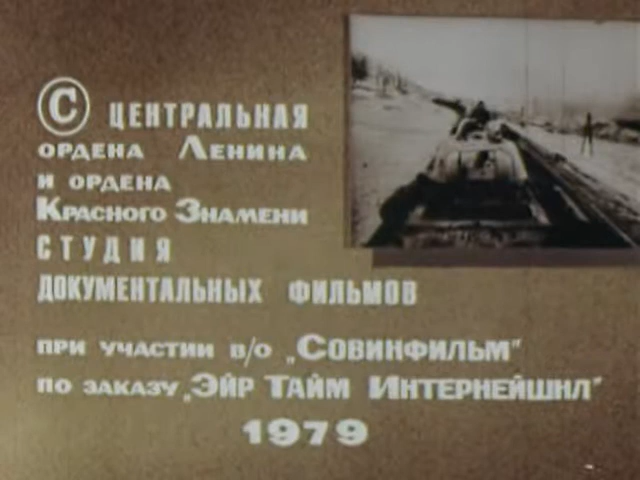 © ЦЕНТРАЛЬНАЯ
ОРДЕНА ЛЕНИНА
И ОРДЕНА
КРАСНОГО ЗНАМЕНИ
СТУДИЯ
ДОКУМЕНТАЛЬНЫХ ФИЛЬМОВ
ПРИ УЧАСТИИ В/О „СОВИНФИЛЬМ"
ПО ЗАКАЗУ „ЭЙР ТАЙМ ИНТЕРНЕЙШНЛ"
1979